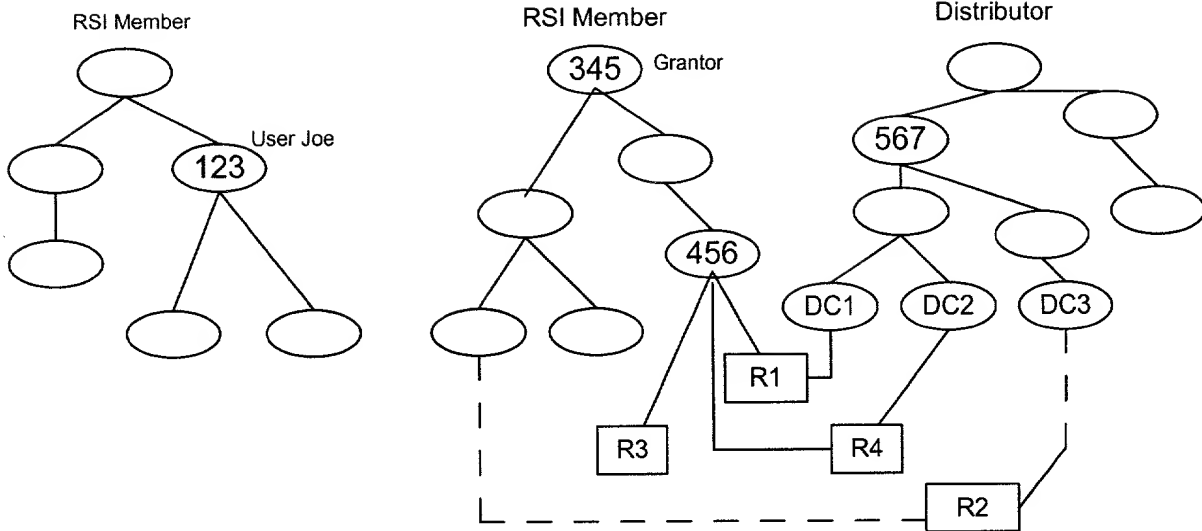 RSI Member
RSI Member
Distributor
345
Grantor
User Joe
123
567
456
DC1
DC2
DC3
R1
R3
R4
R2